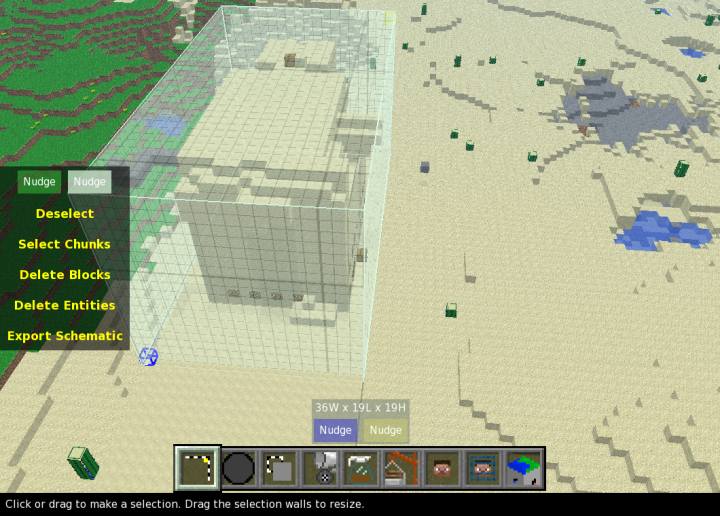 Nudge Nudge
Deselect
Select Chunks
Delete Blocks
Delete Entities
Export Schematic
36W x 19L x 19H
Nudge Nudge
Click or drag to make a selection. Drag the selection walls to resize.